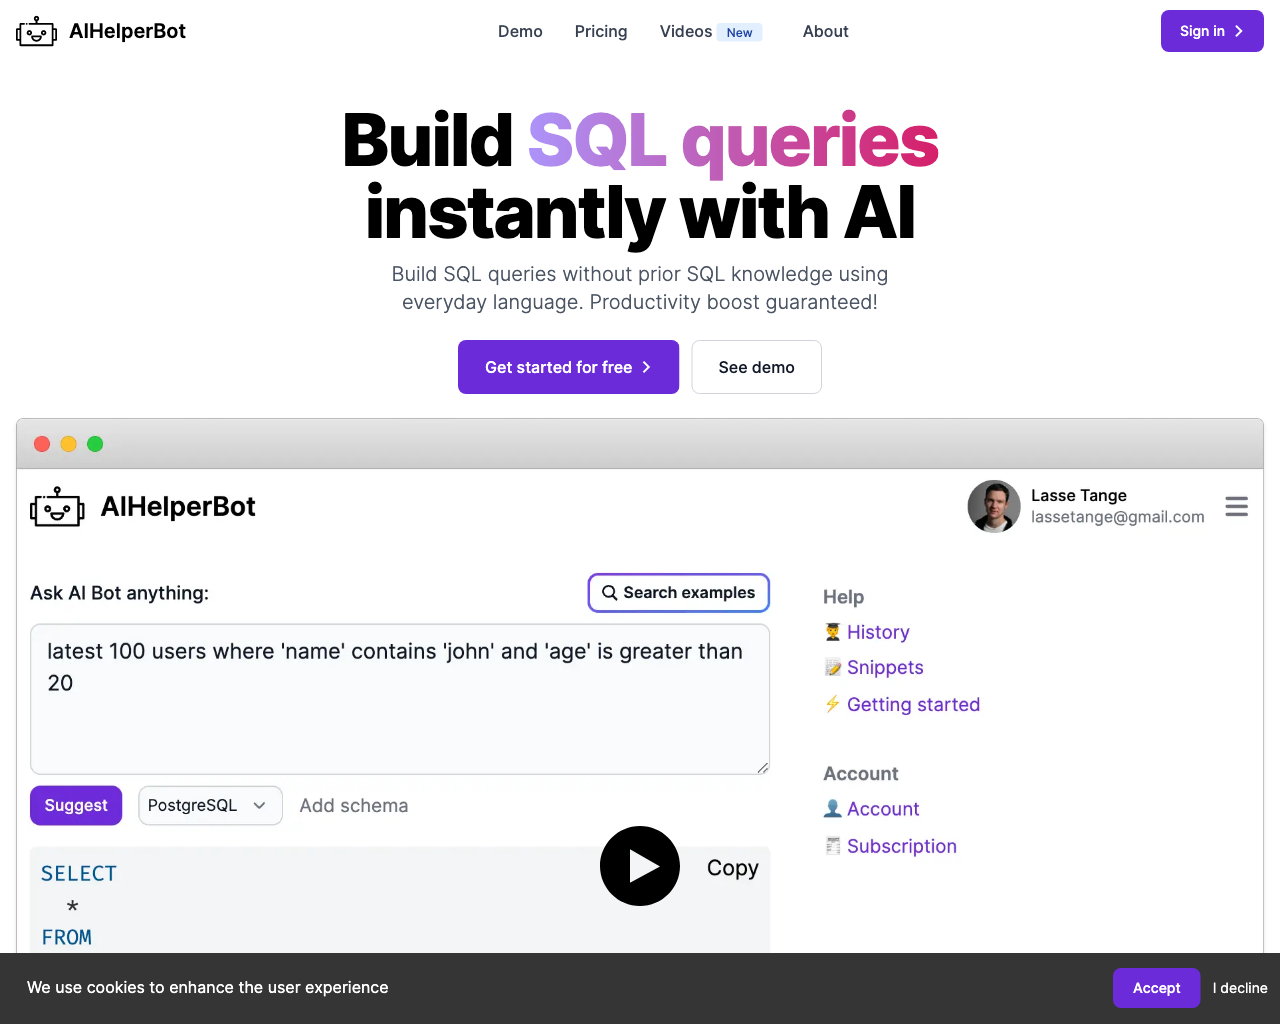 AIHelperBot
Demo
Pricing
Videos New
About
Sign in
Build SQL queries
instantly with AI
Build SQL queries without prior SQL knowledge using
everyday language. Productivity boost guaranteed!
Get started for free
See demo
AIHelperBot
Lasse Tange
lassetange@gmail.com
Ask AI Bot anything:
Search examples
latest 100 users where 'name' contains 'john' and 'age' is greater than
20
Suggest
PostgreSQL
Add schema
Copy
SELECT
*
FROM
Help
History
Snippets
Getting started
Account
Account
Subscription
We use cookies to enhance the user experience
Accept
I decline